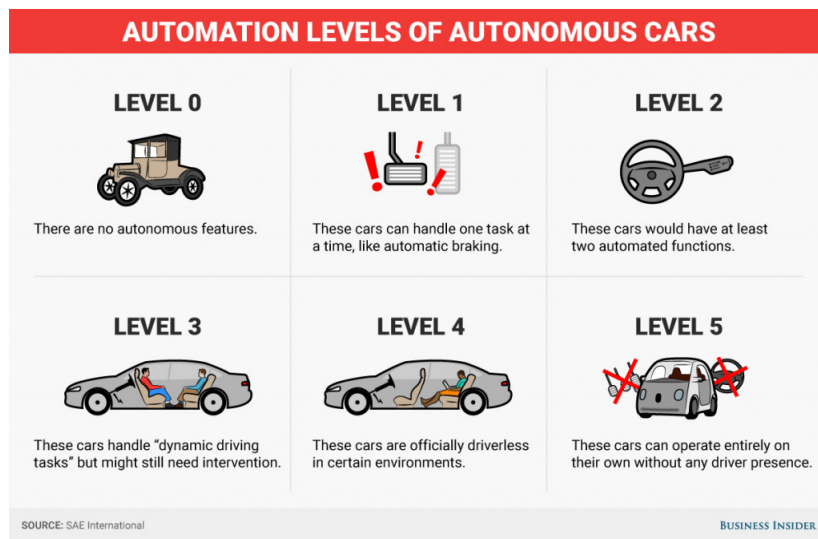 AUTOMATION LEVELS OF AUTONOMOUS CARS
LEVEL 0
There are no autonomous features.
LEVEL 1
These cars can handle one task at
a time, like automatic braking.
LEVEL 2
These cars would have at least
two automated functions.
LEVEL 3
These cars handle “dynamic driving
tasks” but might still need intervention.
LEVEL 4
These cars are officially driverless
in certain environments.
LEVEL 5
These cars can operate entirely on
their own without any driver presence.
SOURCE: SAE International
BUSINESS INSIDER